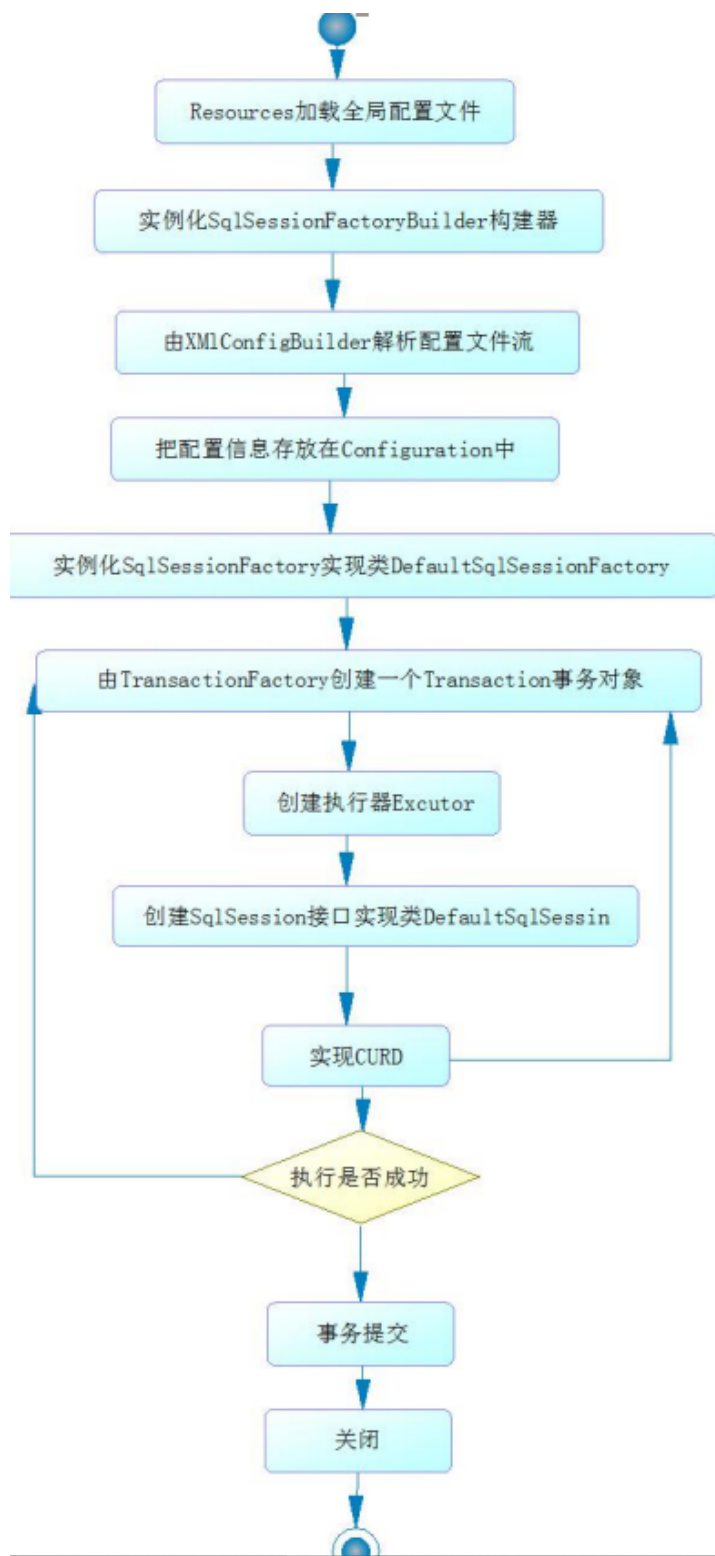 Resources加载全局配置文件
实例化SqlSessionFactoryBuilder构建器
由XMlConfigBuilder解析配置文件流
把配置信息存放在Configuration中
实例化SqlSessionFactory实现类DefaultSqlSessionFactory
由TransactionFactory创建一个Transaction事务对象
创建执行器Excutor
创建SqlSession接口实现类DefaultSqlSessin
实现CURD
执行是否成功
事务提交
关闭